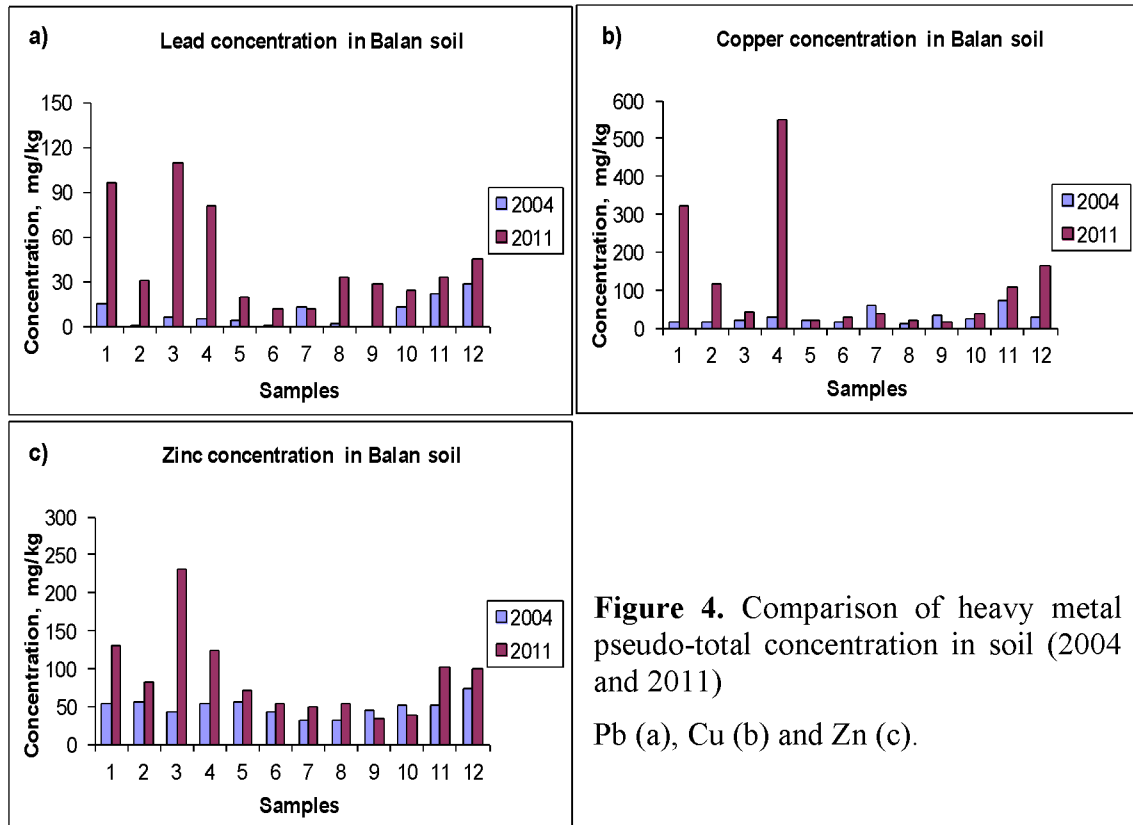 a)
Lead concentration in Balan soil
Concentration, mg/kg
150
120
90
60
30
0
1 2 3 4 5 6 7 8 9 10 11 12
Samples
2004
2011
b)
Copper concentration in Balan soil
Concentration, mg/kg
600
500
400
300
200
100
0
1 2 3 4 5 6 7 8 9 10 11 12
Samples
2004
2011
c)
Zinc concentration in Balan soil
Concentration, mg/kg
300
250
200
150
100
50
0
1 2 3 4 5 6 7 8 9 10 11 12
Samples
2004
2011
Figure 4. Comparison of heavy metal
pseudo-total concentration in soil (2004
and 2011)
Pb (a), Cu (b) and Zn (c).